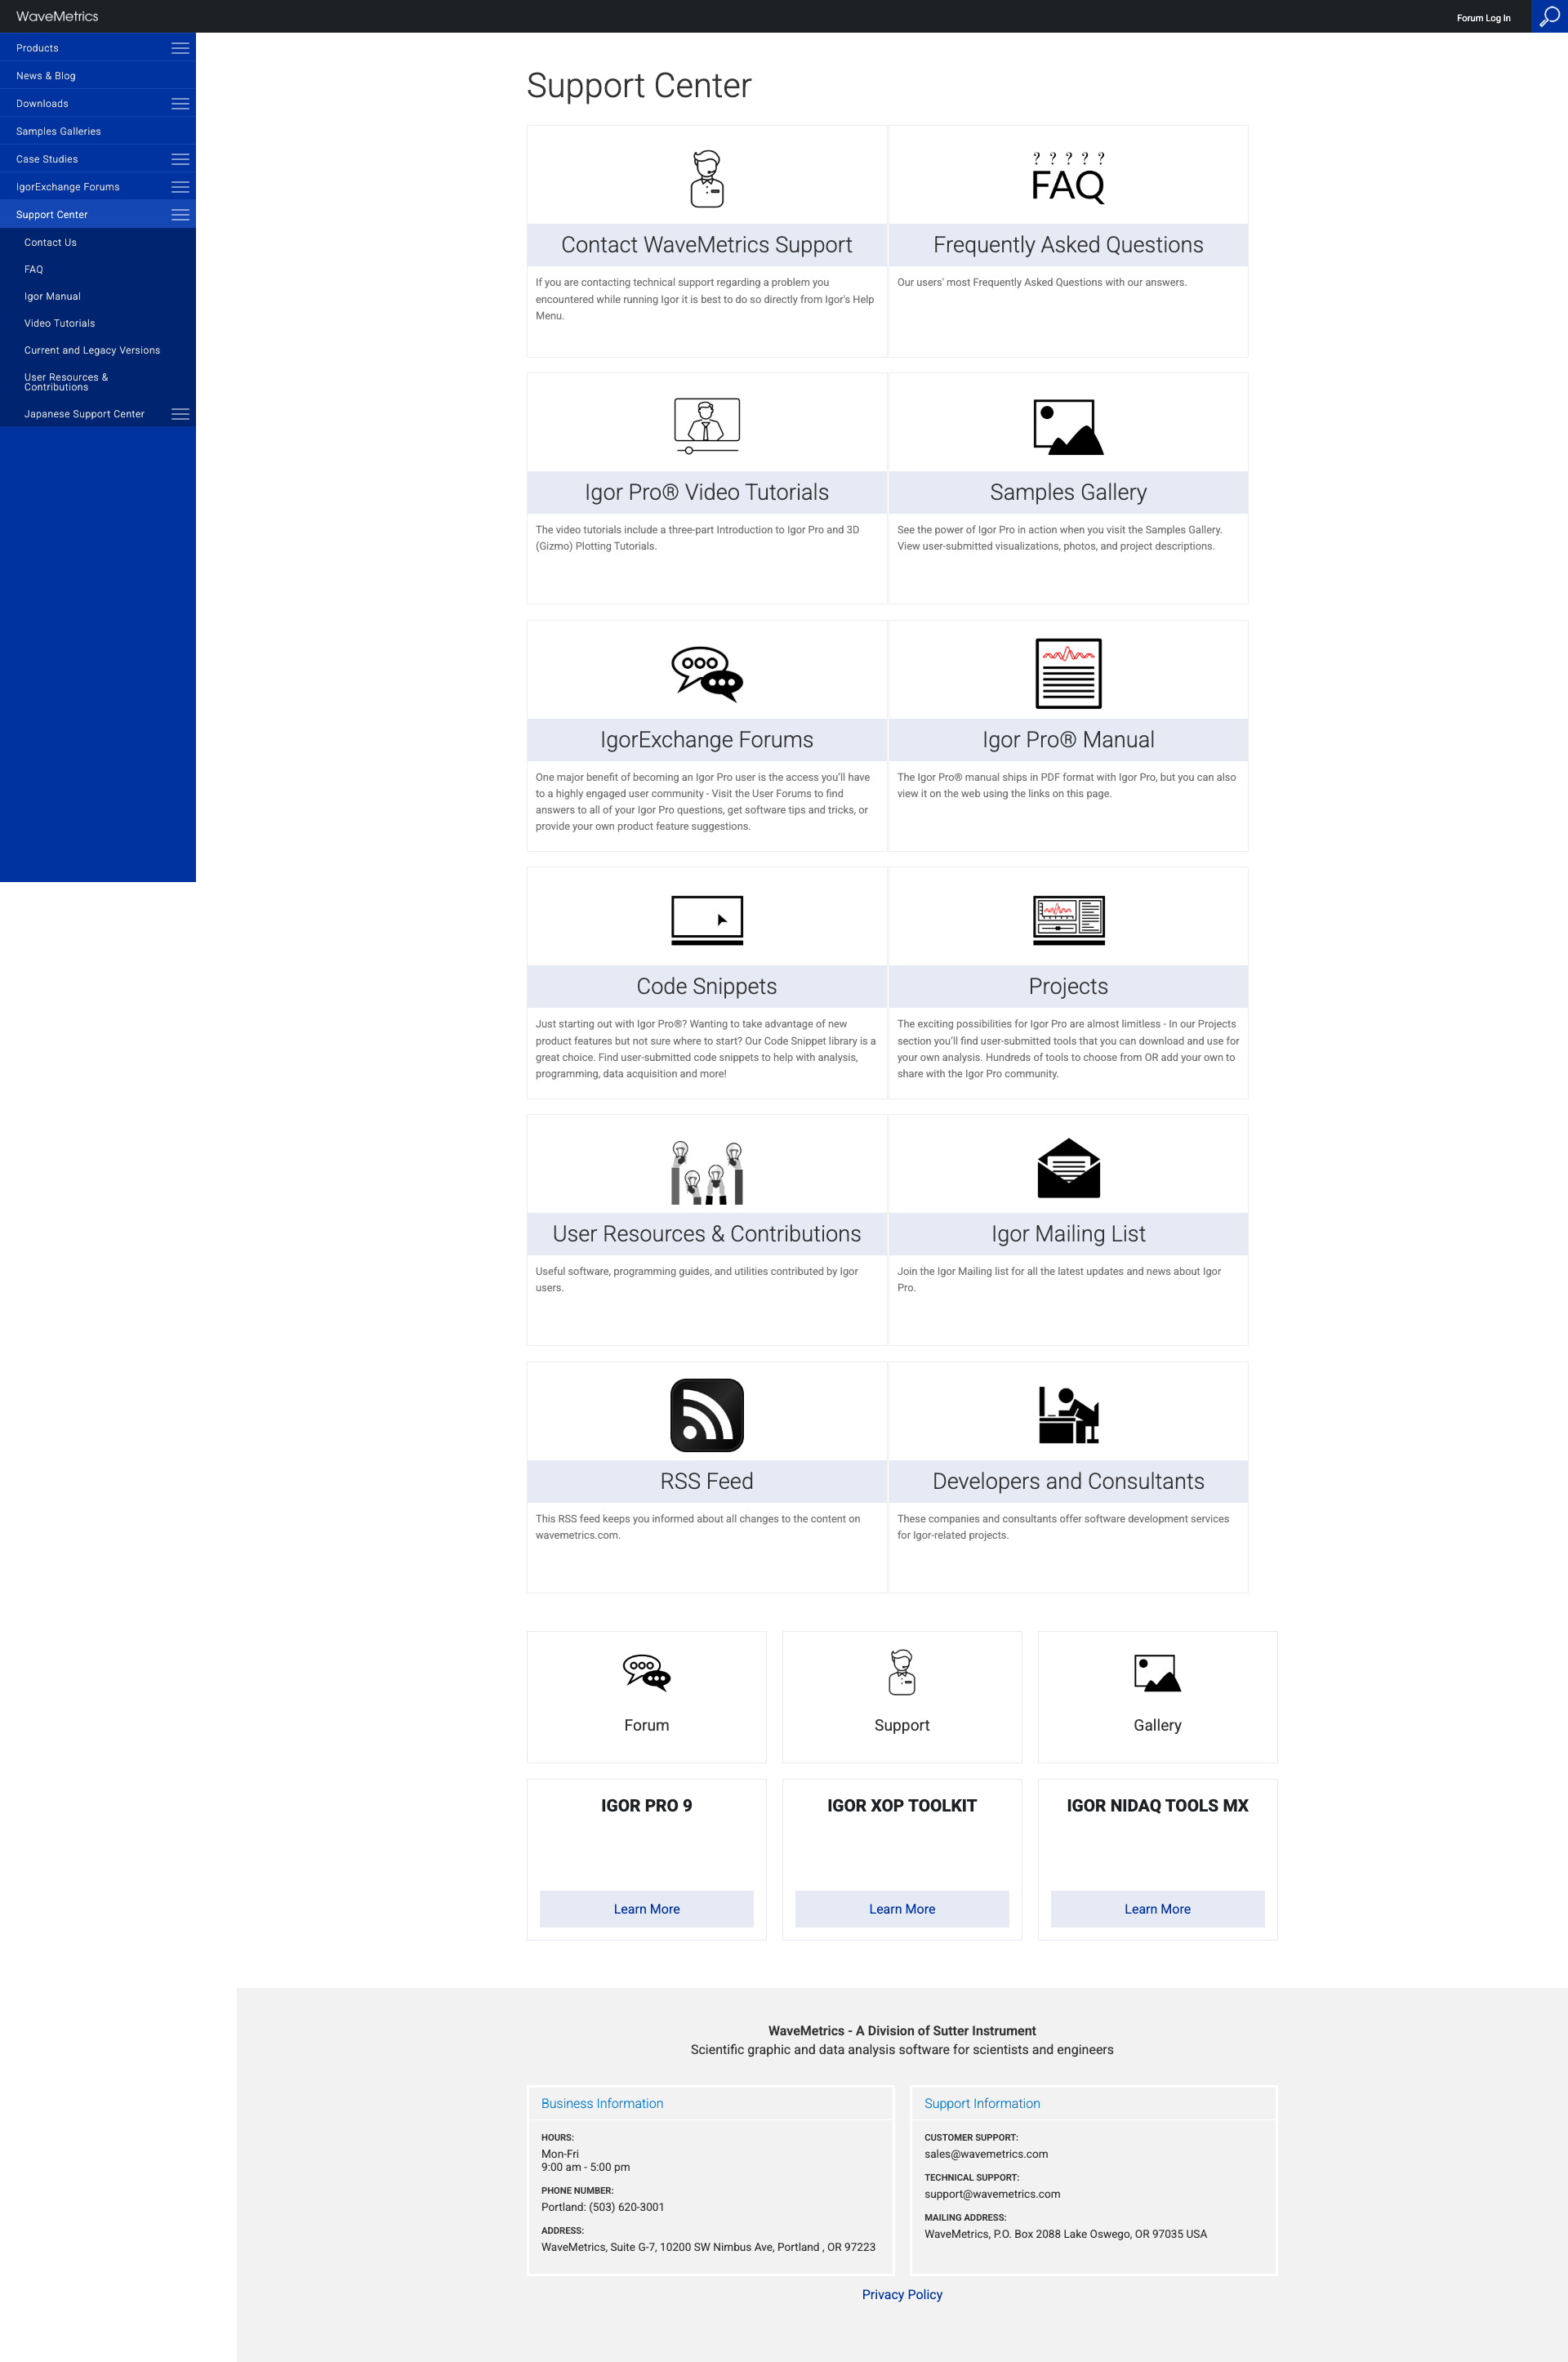 WaveMetrics
Forum Log In
Products
News & Blog
Downloads
Samples Galleries
Case Studies
IgorExchange Forums
Support Center
Contact Us
FAQ
Igor Manual
Video Tutorials
Current and Legacy Versions
User Resources &
Contributions
Japanese Support Center
Support Center
Contact WaveMetrics Support
If you are contacting technical support regarding a problem you
encountered while running Igor it is best to do so directly from Igor's Help
Menu.
? ? ? ? ?
FAQ
Frequently Asked Questions
Our users' most Frequently Asked Questions with our answers.
Igor Pro® Video Tutorials
The video tutorials include a three-part Introduction to Igor Pro and 3D
(Gizmo) Plotting Tutorials.
Samples Gallery
See the power of Igor Pro in action when you visit the Samples Gallery.
View user-submitted visualizations, photos, and project descriptions.
IgorExchange Forums
One major benefit of becoming an Igor Pro user is the access you'll have
to a highly engaged user community - Visit the User Forums to find
answers to all of your Igor Pro questions, get software tips and tricks, or
provide your own product feature suggestions.
Igor Pro® Manual
The Igor Pro® manual ships in PDF format with Igor Pro, but you can also
view it on the web using the links on this page.
Code Snippets
Just starting out with Igor Pro®? Wanting to take advantage of new
product features but not sure where to start? Our Code Snippet library is a
great choice. Find user-submitted code snippets to help with analysis,
programming, data acquisition and more!
Projects
The exciting possibilities for Igor Pro are almost limitless - In our Projects
section you'll find user-submitted tools that you can download and use for
your own analysis. Hundreds of tools to choose from OR add your own to
share with the Igor Pro community.
User Resources & Contributions
Useful software, programming guides, and utilities contributed by Igor
users.
Igor Mailing List
Join the Igor Mailing list for all the latest updates and news about Igor
Pro.
RSS Feed
This RSS feed keeps you informed about all changes to the content on
wavemetrics.com.
Developers and Consultants
These companies and consultants offer software development services
for Igor-related projects.
Forum
Support
Gallery
IGOR PRO 9
Learn More
IGOR XOP TOOLKIT
Learn More
IGOR NIDAQ TOOLS MX
Learn More
WaveMetrics - A Division of Sutter Instrument
Scientific graphic and data analysis software for scientists and engineers
Business Information
HOURS:
Mon-Fri
9:00 am - 5:00 pm
PHONE NUMBER:
Portland: (503) 620-3001
ADDRESS:
WaveMetrics, Suite G-7, 10200 SW Nimbus Ave, Portland , OR 97223
Support Information
CUSTOMER SUPPORT:
sales@wavemetrics.com
TECHNICAL SUPPORT:
support@wavemetrics.com
MAILING ADDRESS:
WaveMetrics, P.O. Box 2088 Lake Oswego, OR 97035 USA
Privacy Policy